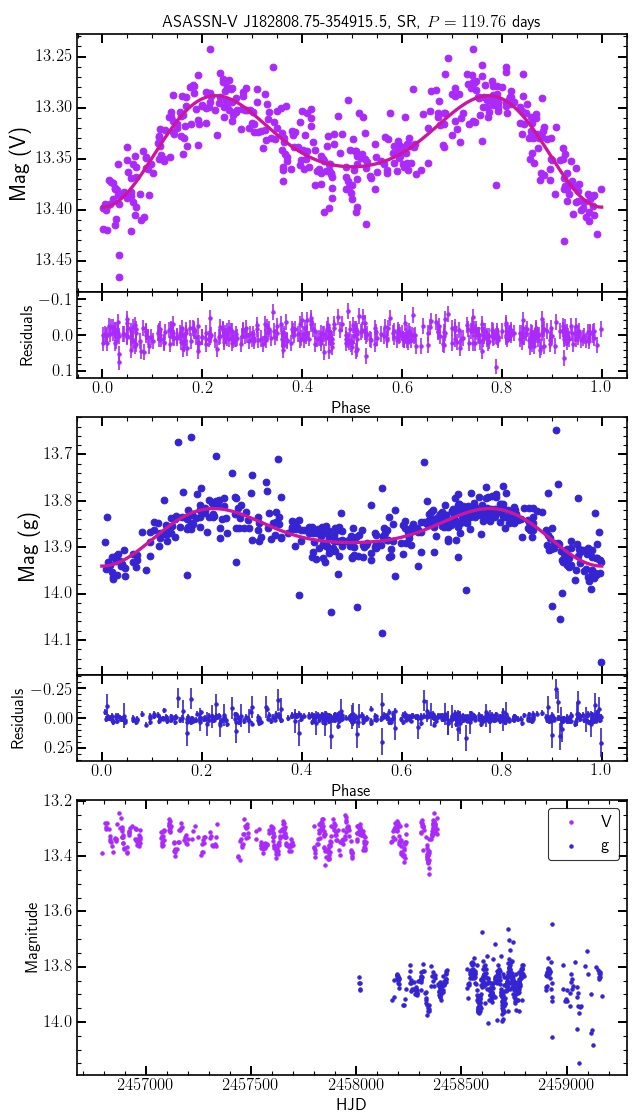 ASASSN-V J182808.75-354915.5, SR, P = 119.76 days
13.25
13.30
13.35
13.40
13.45
Mag (V)
−0.1
0.0
0.1
Residuals
0.0 0.2 0.4 0.6 0.8 1.0
Phase
13.7
13.8
13.9
14.0
14.1
Mag (g)
−0.25
0.00
0.25
Residuals
0.0 0.2 0.4 0.6 0.8 1.0
Phase
13.2
13.4
13.6
13.8
14.0
Magnitude
V
g
2457000 2457500 2458000 2458500 2459000
HJD